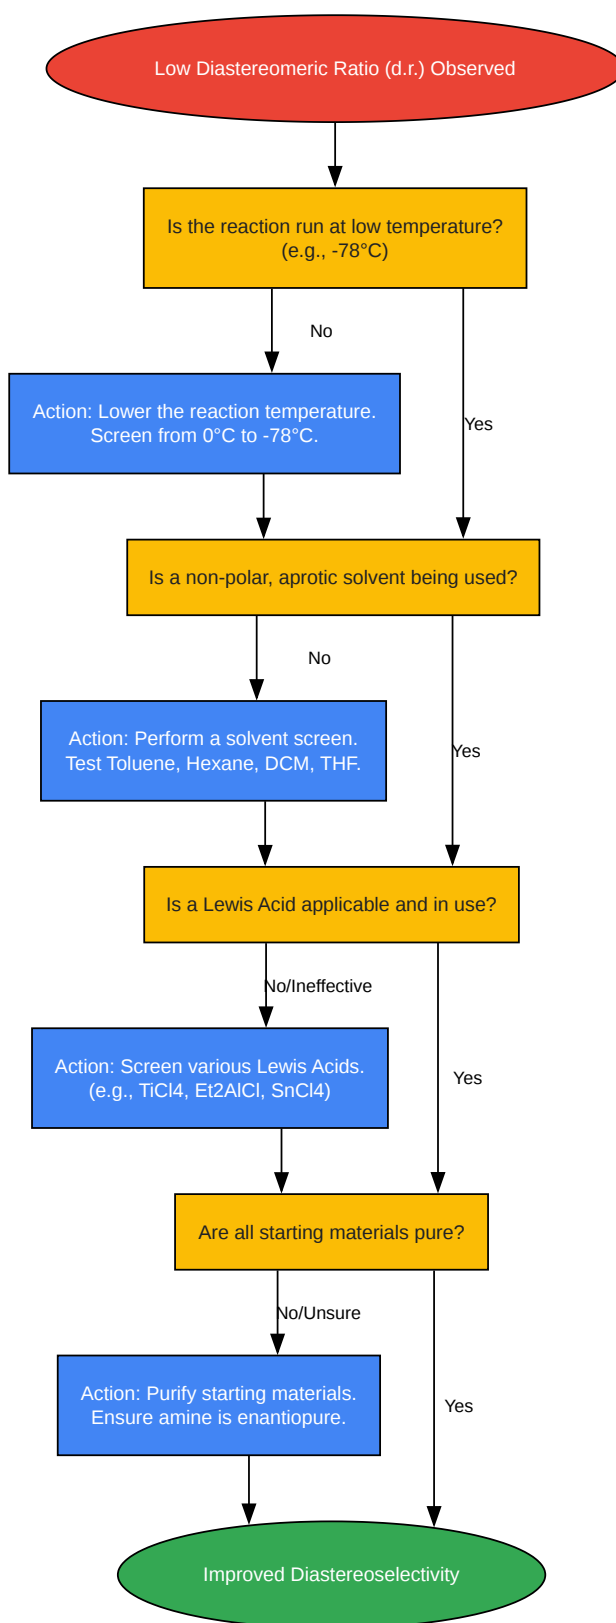 Low Diastereomeric Ratio (d.r.) Observed
Is the reaction run at low temperature?
(e.g., -78°C)
No
Action: Lower the reaction temperature.
Screen from 0°C to -78°C.
Yes
Is a non-polar, aprotic solvent being used?
No
Action: Perform a solvent screen.
Test Toluene, Hexane, DCM, THF.
Yes
Is a Lewis Acid applicable and in use?
No/Ineffective
Action: Screen various Lewis Acids.
(e.g., TiCl4, Et2AlCl, SnCl4)
Yes
Are all starting materials pure?
No/Unsure
Action: Purify starting materials.
Ensure amine is enantiopure.
Yes
Improved Diastereoselectivity